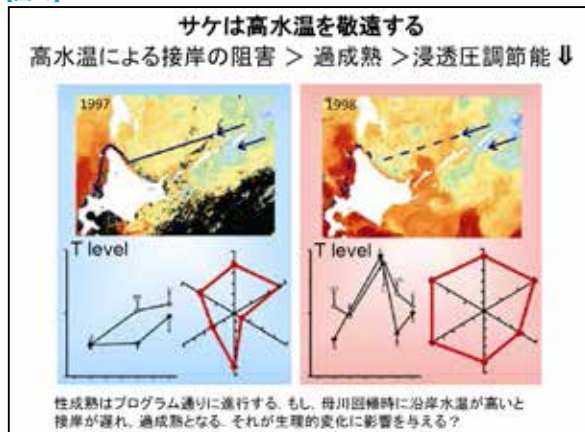 サケは高水温を敬遠する
高水温による接岸の阻害 > 過成熟 >浸透圧調節能⇓
1997
1998
T level
T level
性成熟はプログラム通りに進行する. もし, 母川回帰時に沿岸水温が高いと
接岸が遅れ, 過成熟となる. それが生理的変化に影響を与える?